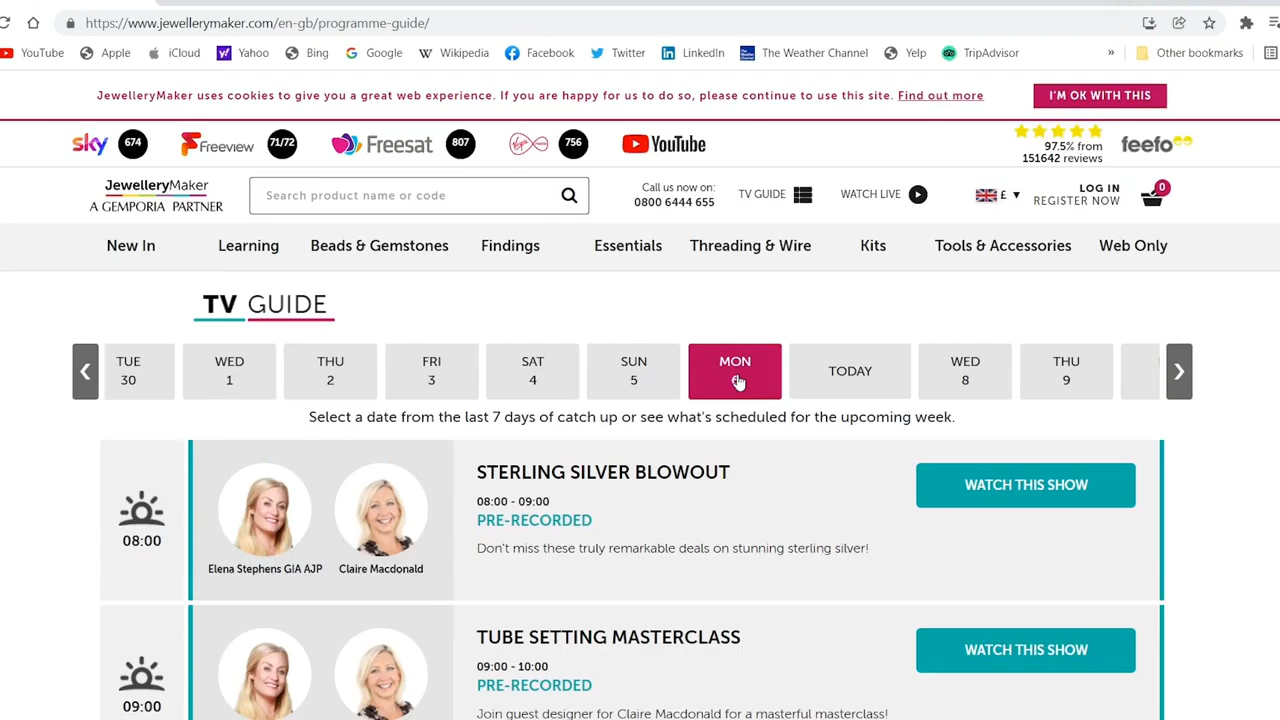 https://www.jewellerymaker.com/en-gb/programme-guide/
YouTube Apple iCloud Yahoo Bing Google Wikipedia Facebook Twitter LinkedIn The Weather Channel Yelp TripAdvisor » Other bookmarks
JewelleryMaker uses cookies to give you a great web experience. If you are happy for us to do so, please continue to use this site. Find out more I'M OK WITH THIS
sky 674 Freeview 71/72 Freesat 807 756 YouTube 97.5% from feefo
151642 reviews
JewelleryMaker
A GEMPORIA PARTNER
Search product name or code
Call us now on:
0800 6444 655
TV GUIDE
WATCH LIVE
£ ▼
LOG IN
REGISTER NOW
0
New In Learning Beads & Gemstones Findings Essentials Threading & Wire Kits Tools & Accessories Web Only
TV GUIDE
TUE WED THU FRI SAT SUN MON TODAY WED THU
30 1 2 3 4 5 8 9
Select a date from the last 7 days of catch up or see what's scheduled for the upcoming week.
08:00
Elena Stephens GIA AJP Claire Macdonald
STERLING SILVER BLOWOUT
08:00 - 09:00
PRE-RECORDED
Don't miss these truly remarkable deals on stunning sterling silver!
WATCH THIS SHOW
09:00
TUBE SETTING MASTERCLASS
09:00 - 10:00
PRE-RECORDED
Join guest designer for Claire Macdonald for a masterful masterclass!
WATCH THIS SHOW